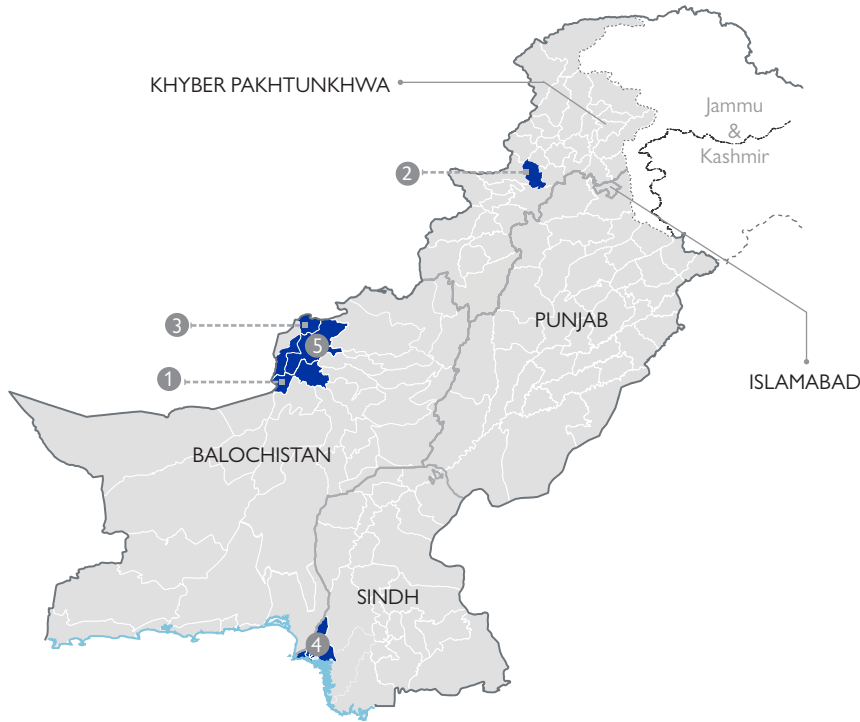 KHYBER PAKHTUNKHWA
Jammu
&
Kashmir
2
3
PUNJAB
5
1
ISLAMABAD
BALOCHISTAN
SINDH
4